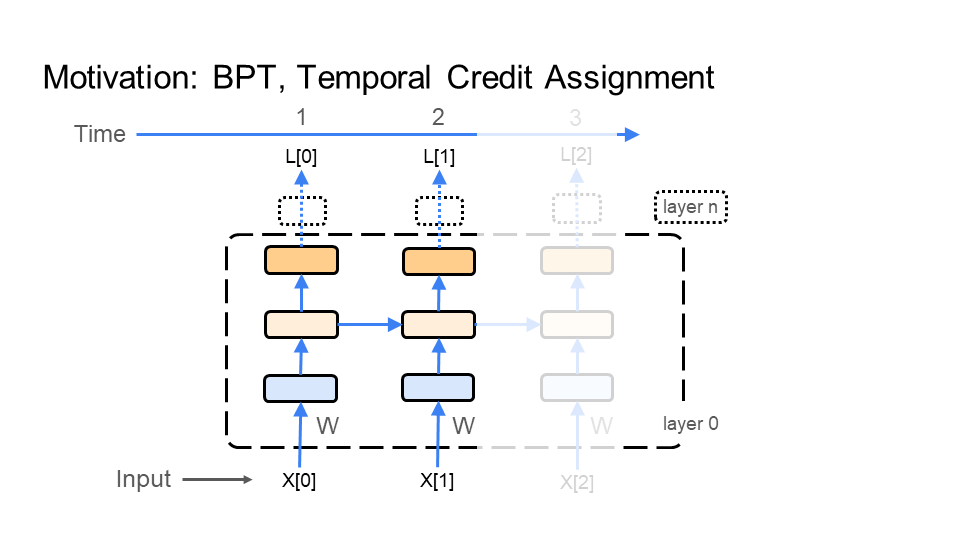 Motivation: BPT, Temporal Credit Assignment
1 2 3
Time
L[0] L[1] L[2]
layer n
W W W layer 0
Input X[0] X[1] X[2]